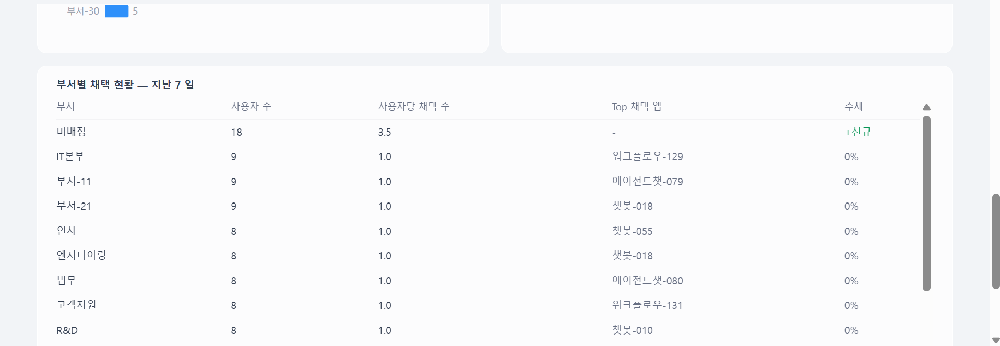 부서-30 5
부서별 채택 현황 — 지난 7 일
부서 사용자 수 사용자당 채택 수 Top 채택 앱 추세
미배정 18 3.5 - +신규
IT본부 9 1.0 워크플로우-129 0%
부서-11 9 1.0 에이전트챗-079 0%
부서-21 9 1.0 챗봇-018 0%
인사 8 1.0 챗봇-055 0%
엔지니어링 8 1.0 챗봇-018 0%
법무 8 1.0 에이전트챗-080 0%
고객지원 8 1.0 워크플로우-131 0%
R&D 8 1.0 챗봇-010 0%